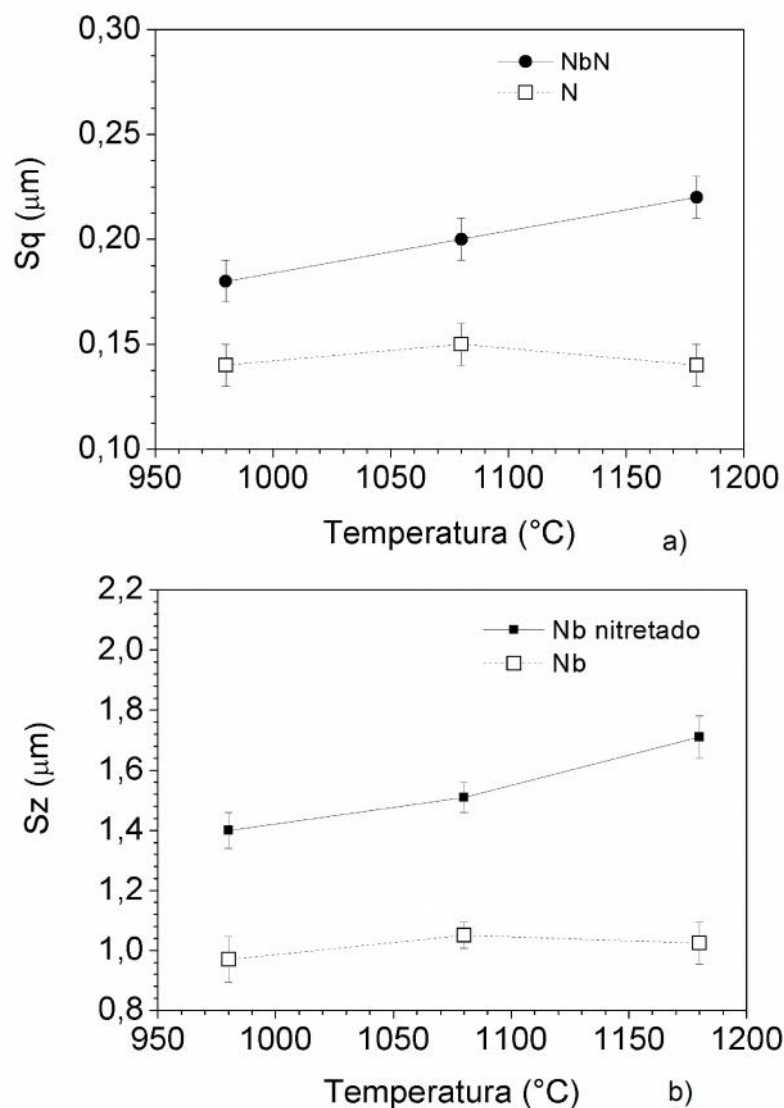 0,30
0,25
0,20
0,15
0,10
Sq (μm)
NbN
N
950 1000 1050 1100 1150 1200
Temperatura (°C)
a)
2,2
2,0
1,8
1,6
1,4
1,2
1,0
0,8
Sz (μm)
Nb nitretado
Nb
950 1000 1050 1100 1150 1200
Temperatura (°C)
b)